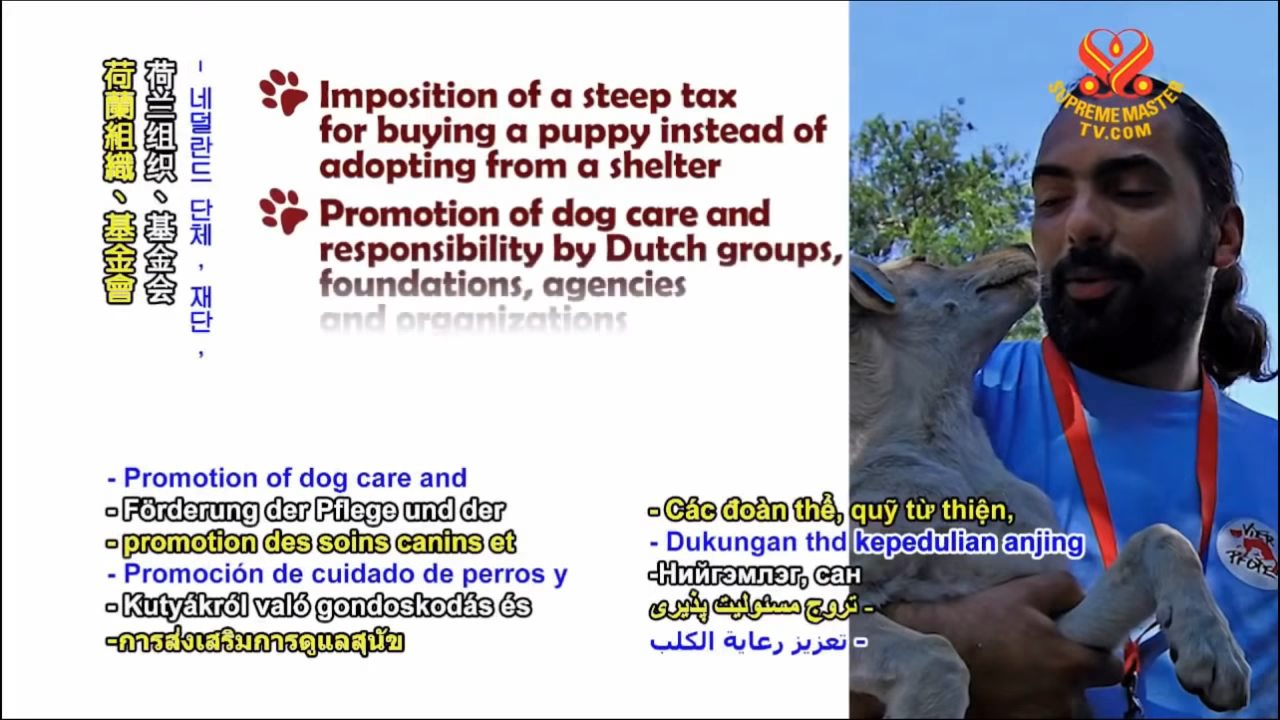 荷蘭組織、基金會
荷兰组织、基金会
- 네덜란드 단체, 재단,
Imposition of a steep tax
for buying a puppy instead of
adopting from a shelter
Promotion of dog care and
responsibility by Dutch groups,
foundations, agencies
and organizations
SUPREME MASTER
TV.COM
- Promotion of dog care and
- Förderung der Pflege und der
- promotion des soins canins et
- Promoción de cuidado de perros y
- Kutyákról való gondoskodás és
-การส่งเสริมการดูแลสุนัข
- Các đoàn thể, quỹ từ thiện,
- Dukungan thd kepedulian anjing
-Нийгэмлэг, сан
- تروج مسئولیت پذیری
- تعزيز رعاية الكلب
VIER
PFOTEN